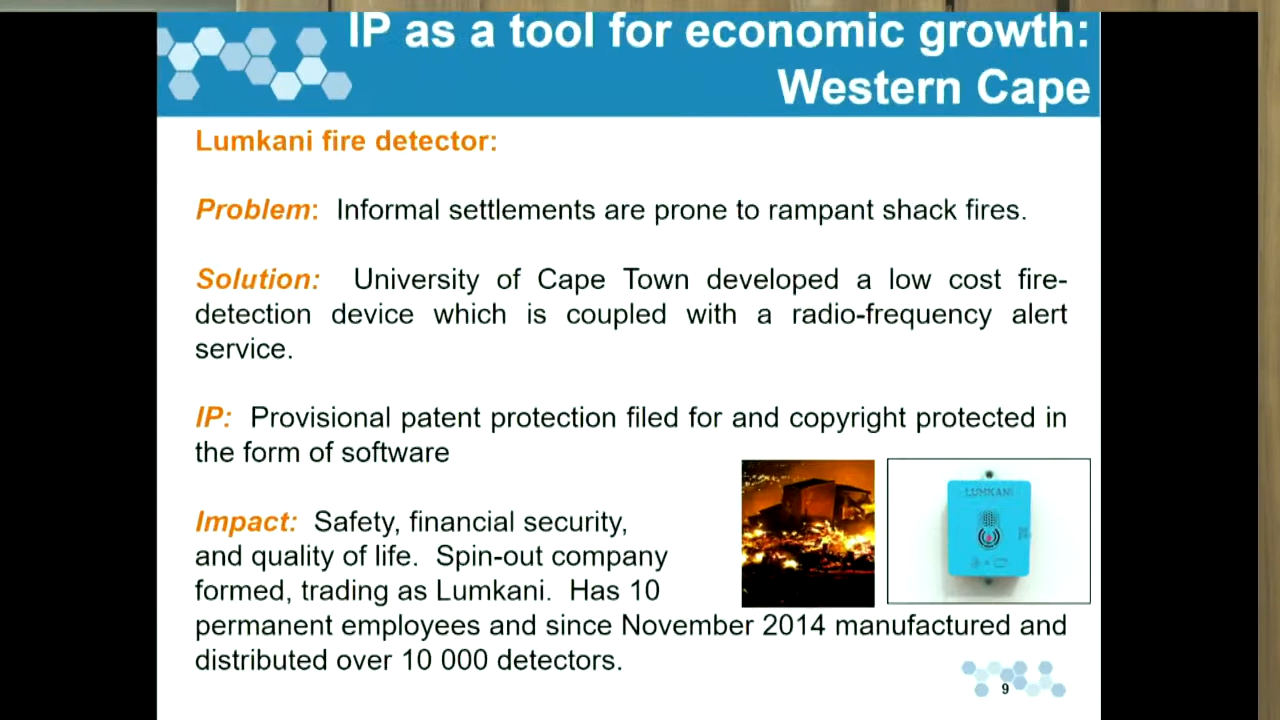 IP as a tool for economic growth:
Western Cape
Lumkani fire detector:
Problem: Informal settlements are prone to rampant shack fires.
Solution: University of Cape Town developed a low cost fire-
detection device which is coupled with a radio-frequency alert
service.
IP: Provisional patent protection filed for and copyright protected in
the form of software
Impact: Safety, financial security,
and quality of life. Spin-out company
formed, trading as Lumkani. Has 10
permanent employees and since November 2014 manufactured and
distributed over 10 000 detectors.
LUMKANI
9